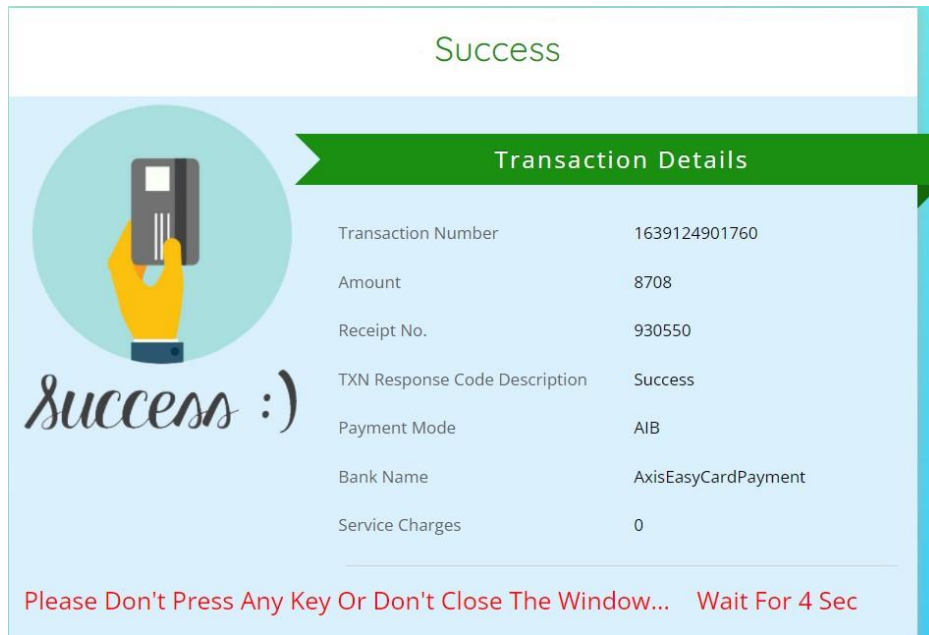 Success
Transaction Details
Transaction Number 1639124901760
Amount 8708
Receipt No. 930550
TXN Response Code Description Success
success :)
Payment Mode AIB
Bank Name AxisEasyCardPayment
Service Charges 0
Please Don't Press Any Key Or Don't Close The Window... Wait For 4 Sec